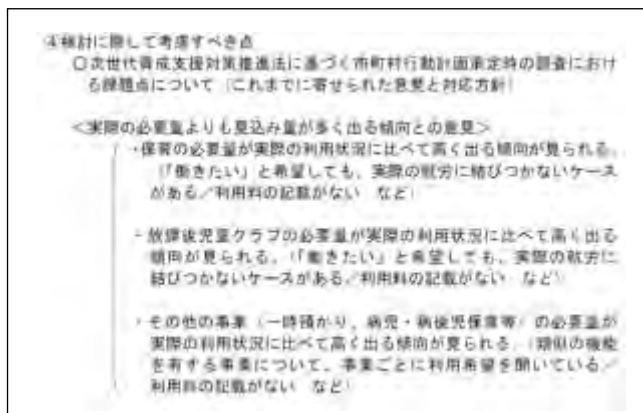 ④検討に際して考慮すべき点
○次世代育成支援対策推進法に基づく市町村行動計画策定時の調査におけ
る課題点について（これまでに寄せられた意見と対応方針）
＜実際の必要量よりも見込み量が多く出る傾向との意見＞
・保育の必要量が実際の利用状況に比べて高く出る傾向が見られる。
（「働きたい」と希望しても、実際の就労に結びつかないケース
がある／利用料の記載がない　など）
・放課後児童クラブの必要量が実際の利用状況に比べて高く出る
傾向が見られる。（「働きたい」と希望しても、実際の就労に
結びつかないケースがある／利用料の記載がない　など）
・その他の事業（一時預かり、病児・病後児保育等）の必要量が
実際の利用状況に比べて高く出る傾向が見られる。（類似の機能
を有する事業について、事業ごとに利用希望を聞いている／
利用料の記載がない　など）